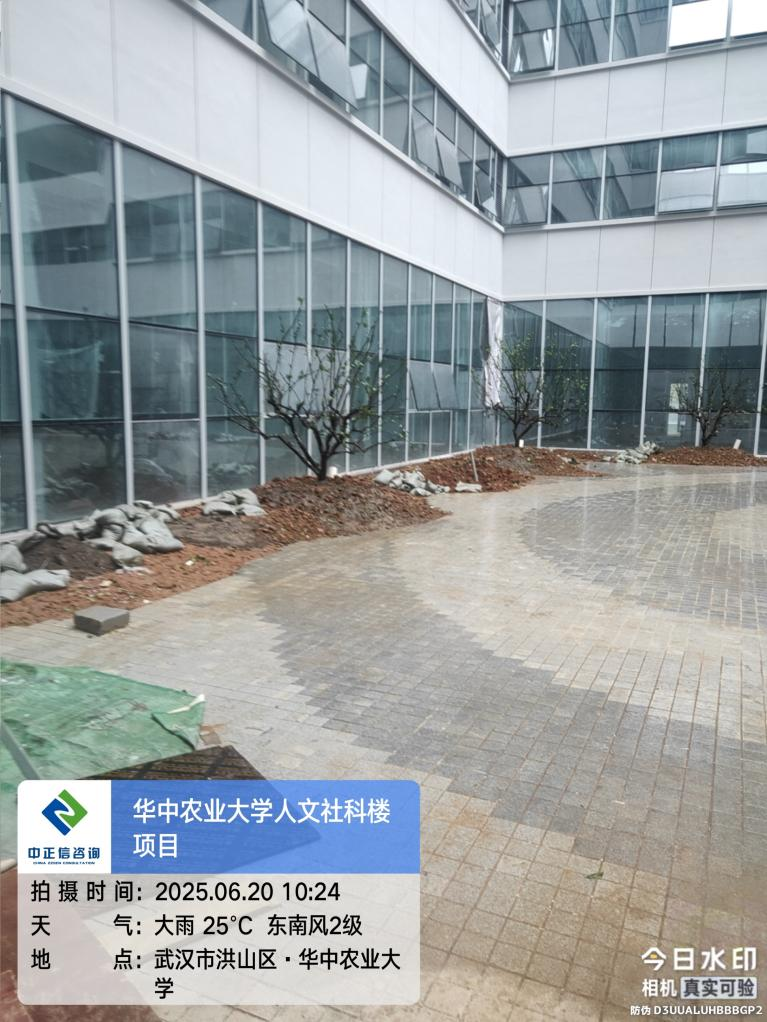 华中农业大学人文社科楼
项目
中正信咨询
CHINA ZEXIN CONSULTATION
拍摄时间：2025.06.20 10:24
天气：大雨 25°C 东南风2级
地点：武汉市洪山区·华中农业大
学
今日水印
相机 真实可验
防伪 D3UUALUHBBBGP2